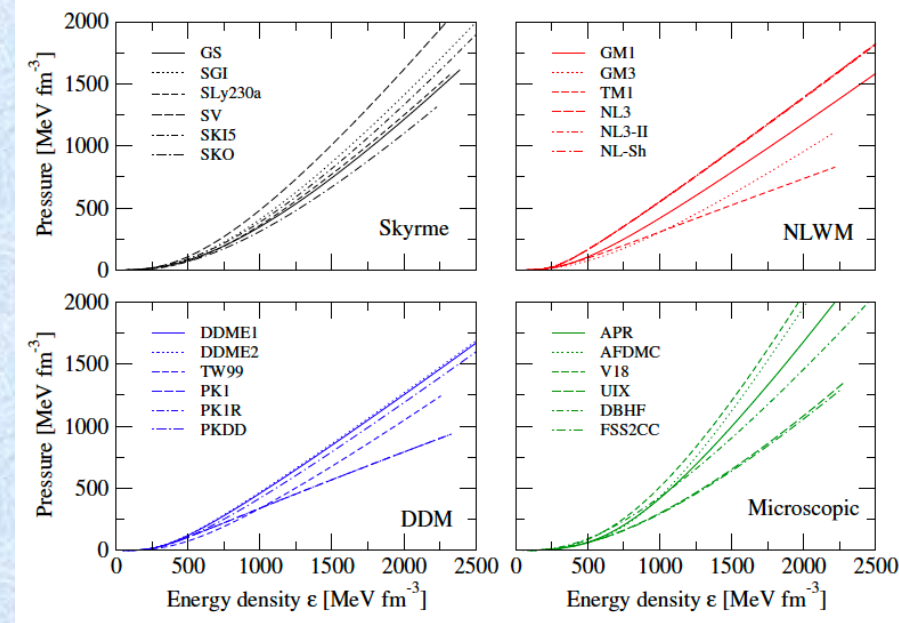 2000
1500
1000
500
0
Pressure [MeV fm⁻³]
GS
SGI
SLy230a
SV
SKI5
SKO
Skyrme
GM1
GM3
TM1
NL3
NL3-II
NL-Sh
NLWM
2000
1500
1000
500
0
Pressure [MeV fm⁻³]
DDME1
DDME2
TW99
PK1
PK1R
PKDD
DDM
APR
AFDMC
V18
UIX
DBHF
FSS2CC
Microscopic
0 500 1000 1500 2000 2500
500 1000 1500 2000 2500
Energy density ε [MeV fm⁻³]
Energy density ε [MeV fm⁻³]